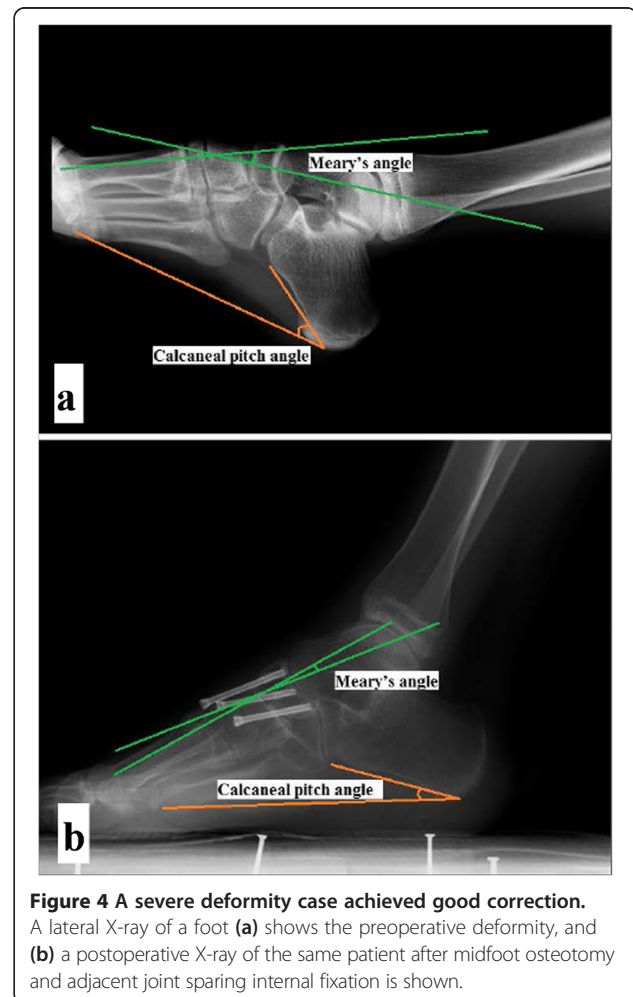 Meary's angle
Calcaneal pitch angle
a
Meary's angle
Calcaneal pitch angle
b
Figure 4 A severe deformity case achieved good correction.
A lateral X-ray of a foot (a) shows the preoperative deformity, and
(b) a postoperative X-ray of the same patient after midfoot osteotomy
and adjacent joint sparing internal fixation is shown.